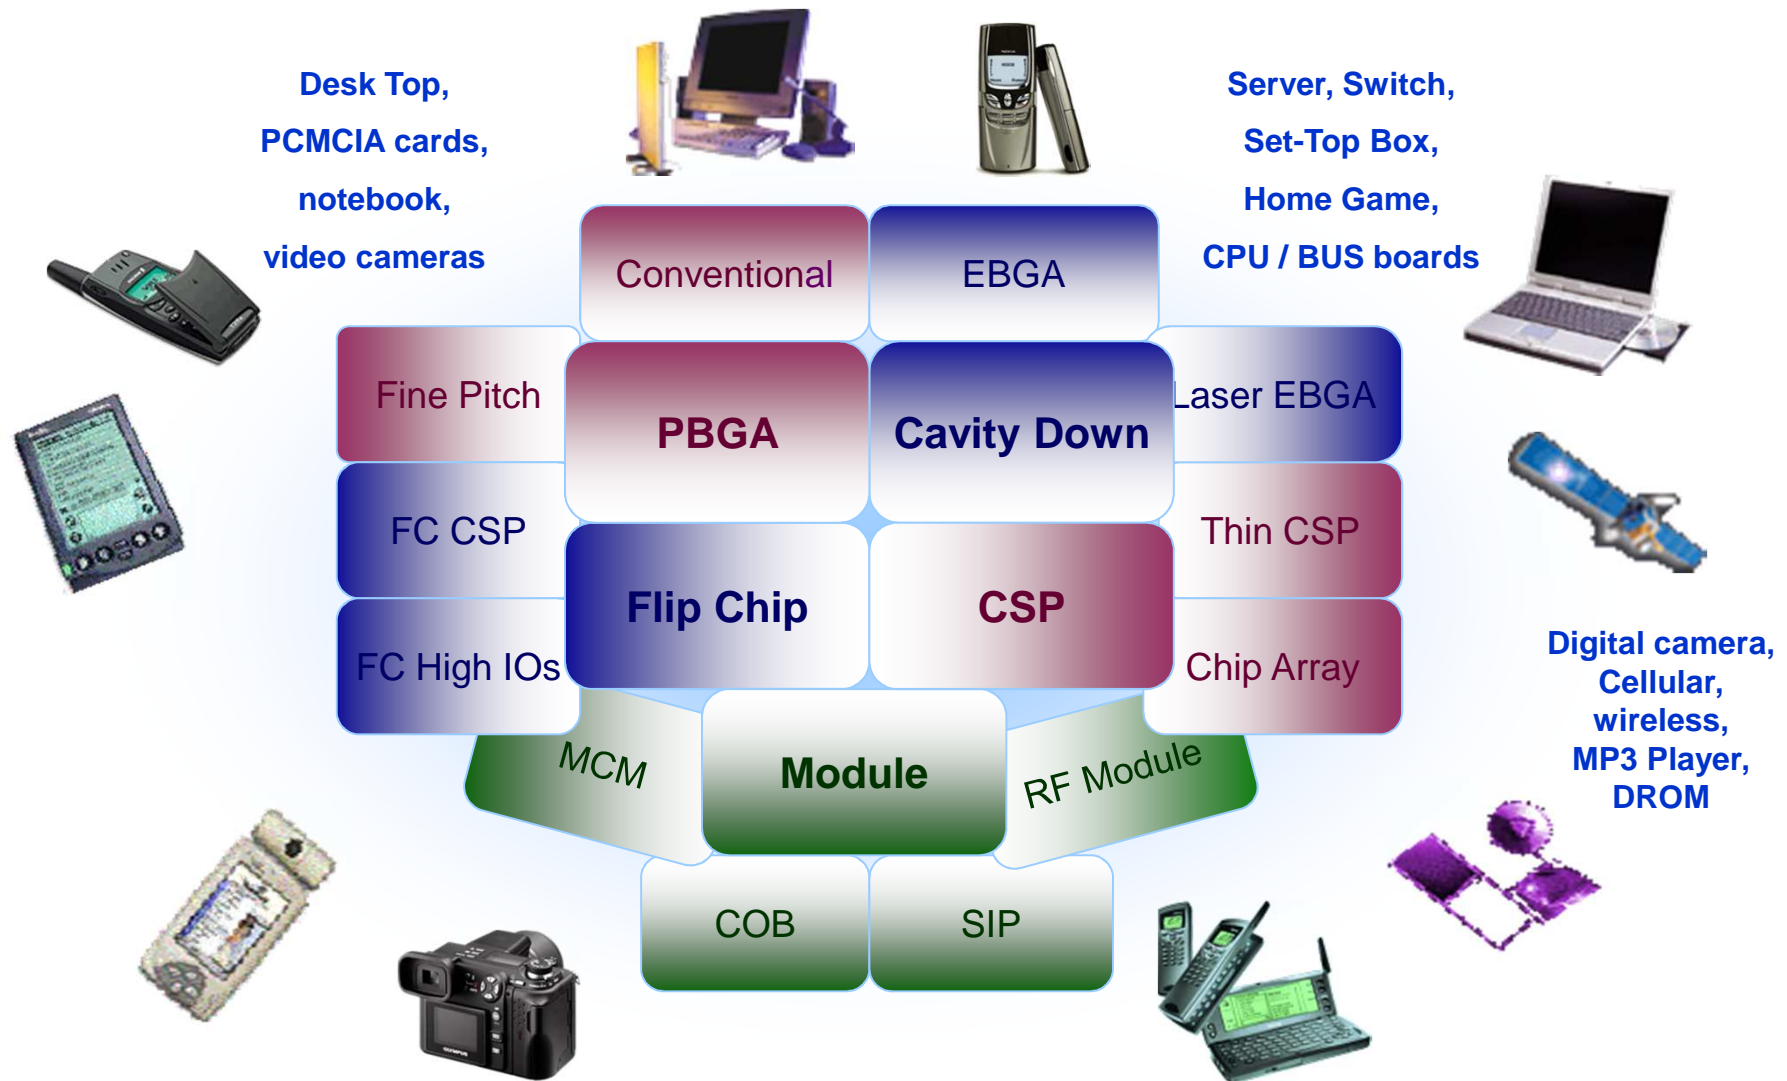 Desk Top,
PCMCIA cards,
notebook,
video cameras
Server, Switch,
Set-Top Box,
Home Game,
CPU / BUS boards
Conventional
EBGA
Fine Pitch
PBGA
Cavity Down
Laser EBGA
FC CSP
Thin CSP
Flip Chip
CSP
FC High IOs
Chip Array
MCM
Module
RF Module
COB
SIP
Digital camera,
Cellular,
wireless,
MP3 Player,
DROM
OLYMPUS